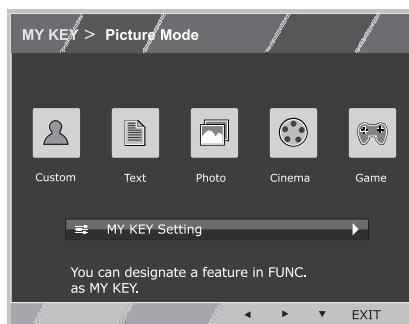 MY KEY > Picture Mode
Custom Text Photo Cinema Game
MY KEY Setting
You can designate a feature in FUNC.
as MY KEY.
EXIT